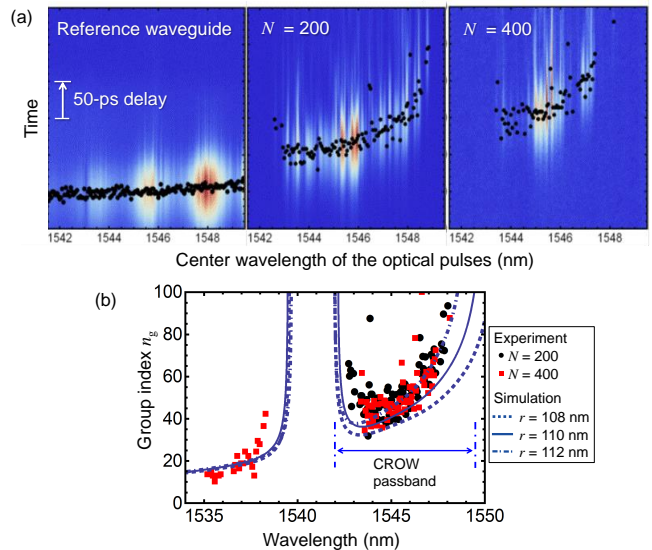 (a)
Reference waveguide
N = 200
N = 400
50-ps delay
Time
1542 1544 1546 1548
1542 1544 1546 1548
1542 1544 1546 1548
Center wavelength of the optical pulses (nm)
(b)
Group index ng
100
80
60
40
20
0
CROW
passband
1535 1540 1545 1550
Wavelength (nm)
Experiment
N = 200
N = 400
Simulation
r = 108 nm
r = 110 nm
r = 112 nm